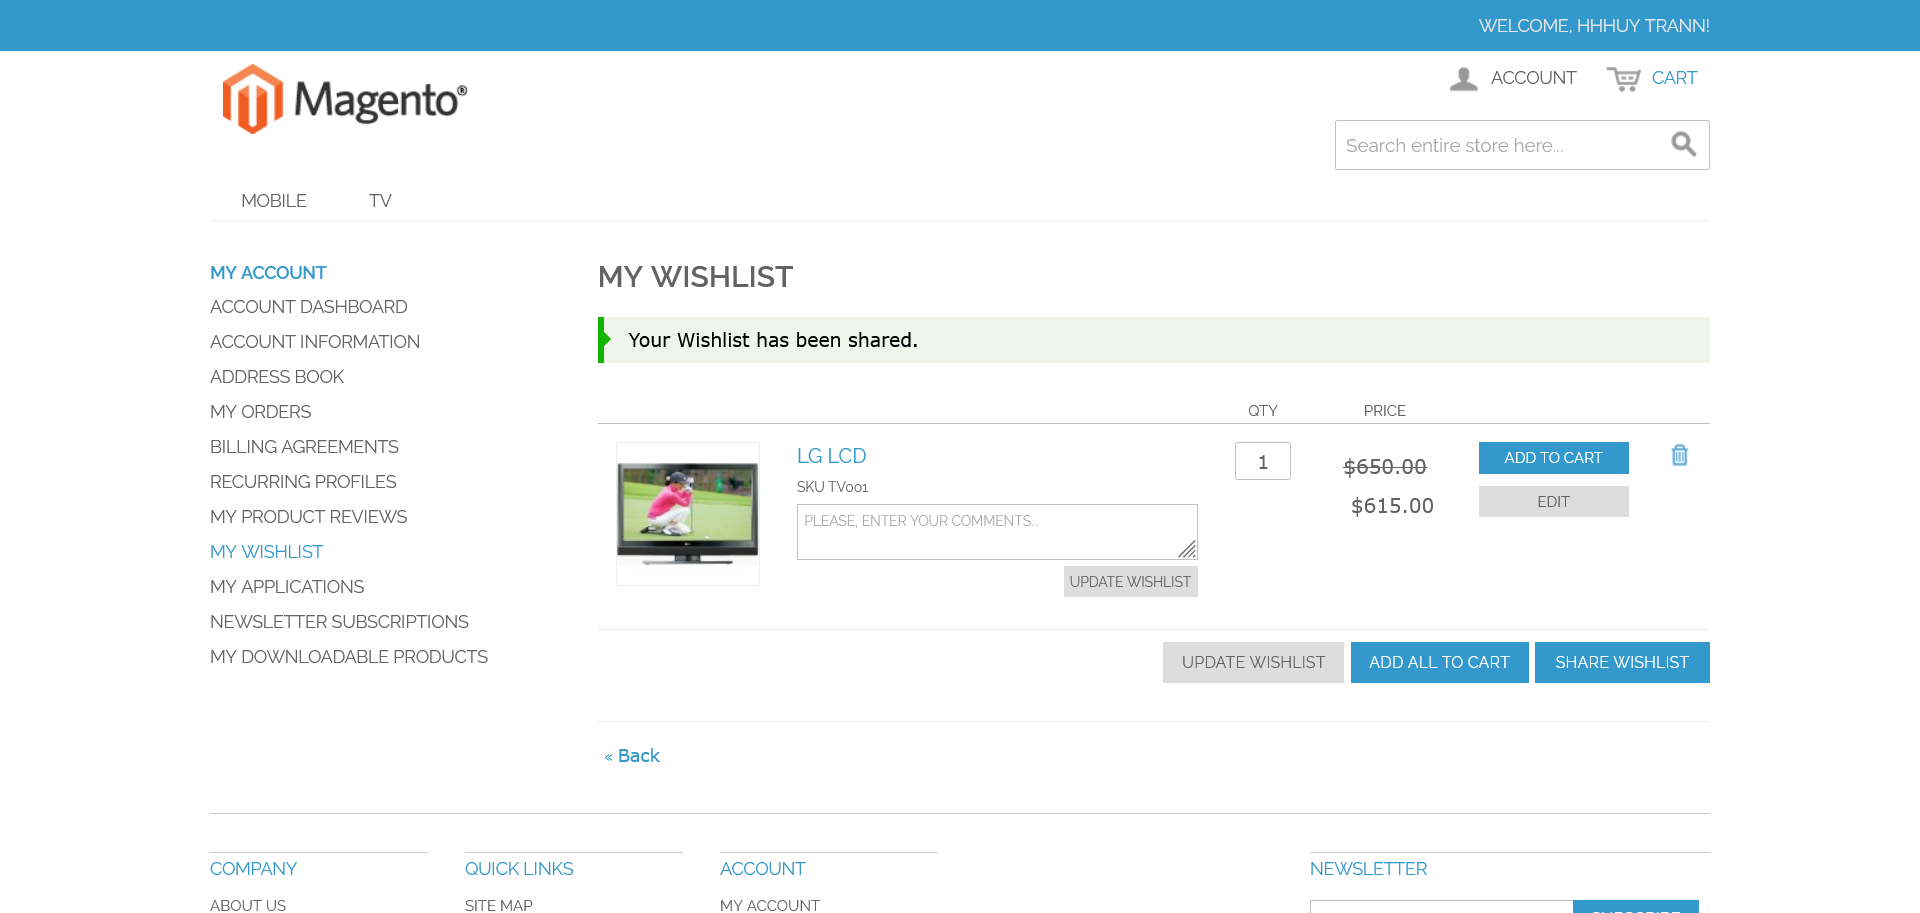 WELCOME, HHHUY TRANN!
Magento®
ACCOUNT
CART
Search entire store here...
MOBILE
TV
MY ACCOUNT
ACCOUNT DASHBOARD
ACCOUNT INFORMATION
ADDRESS BOOK
MY ORDERS
BILLING AGREEMENTS
RECURRING PROFILES
MY PRODUCT REVIEWS
MY WISHLIST
MY APPLICATIONS
NEWSLETTER SUBSCRIPTIONS
MY DOWNLOADABLE PRODUCTS
MY WISHLIST
Your Wishlist has been shared.
QTY PRICE
LG LCD
SKU TV001
PLEASE, ENTER YOUR COMMENTS...
UPDATE WISHLIST
1
$650.00
$615.00
ADD TO CART
EDIT
UPDATE WISHLIST
ADD ALL TO CART
SHARE WISHLIST
« Back
COMPANY
ABOUT US
QUICK LINKS
SITE MAP
ACCOUNT
MY ACCOUNT
NEWSLETTER